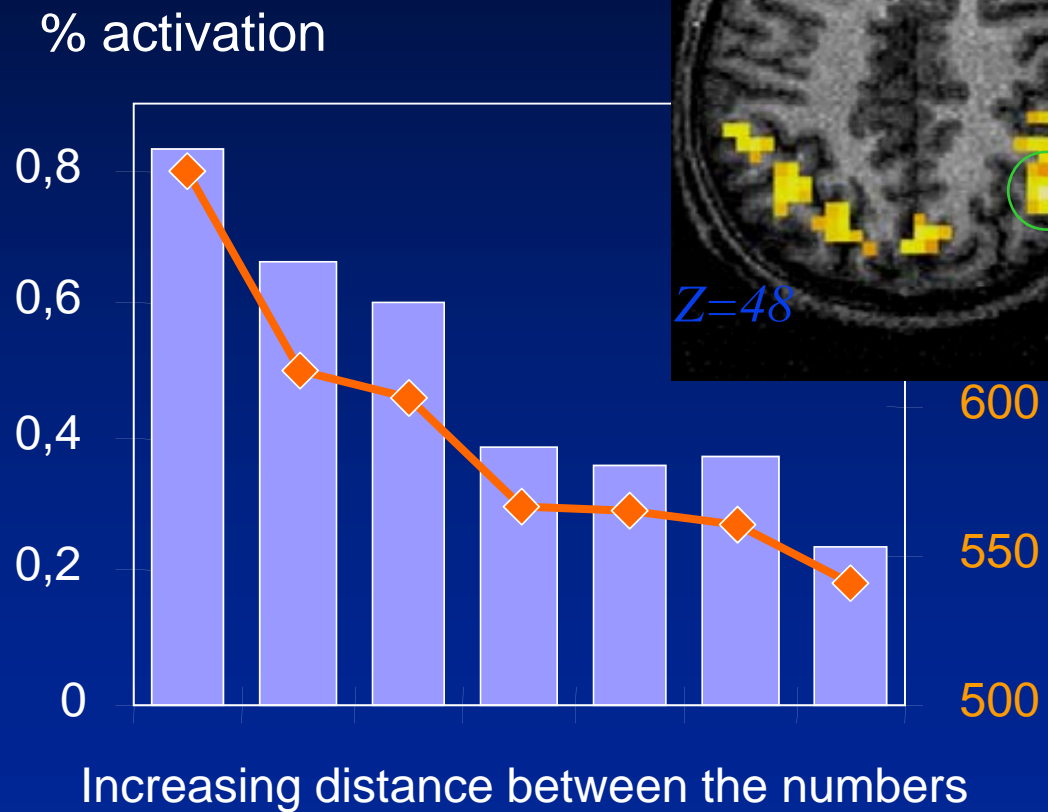 % activation
0,8
0,6
0,4
0,2
0
Z=48
600
550
500
Increasing distance between the numbers